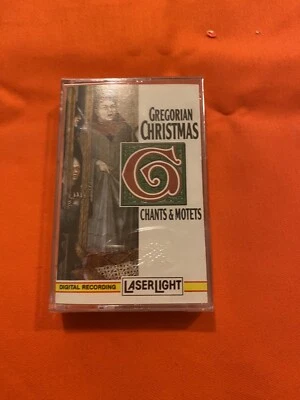 GREGORIAN
CHRISTMAS
G
CHANTS & MOTETS
DIGITAL RECORDING
LASERLIGHT